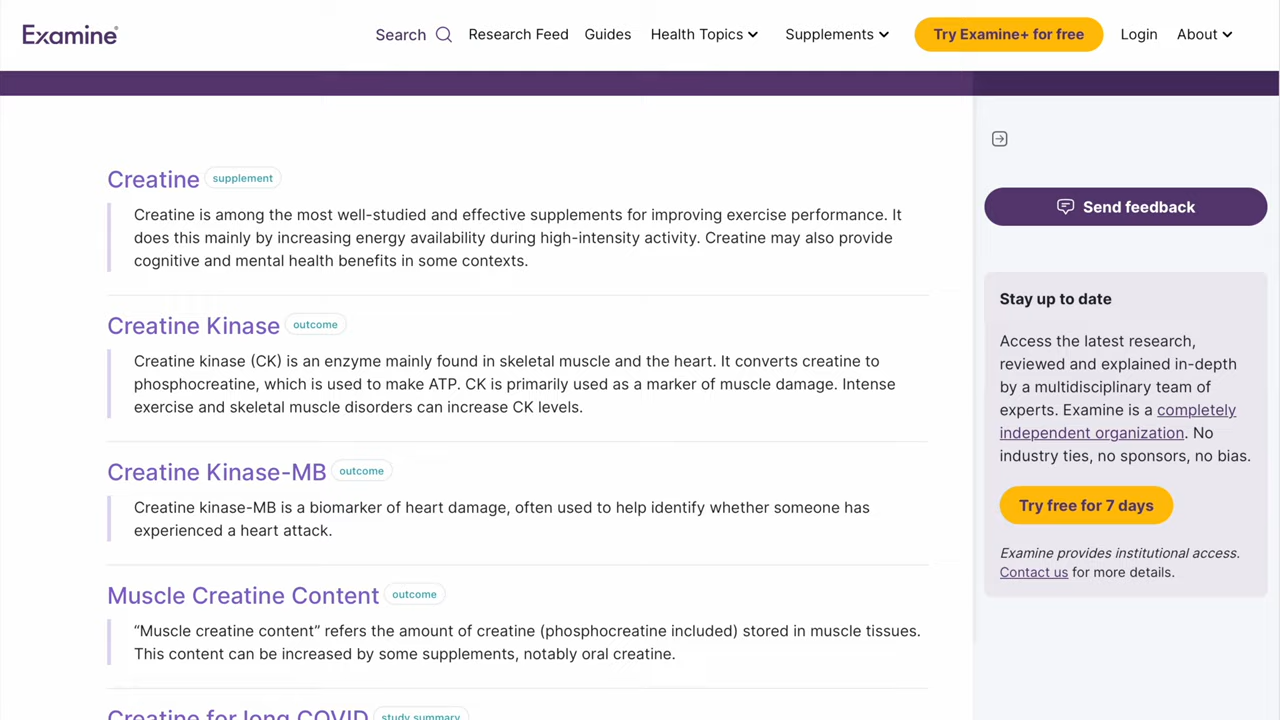 Examine®
Search
Research Feed
Guides
Health Topics
Supplements
Try Examine+ for free
Login
About
Creatine supplement
Creatine is among the most well-studied and effective supplements for improving exercise performance. It
does this mainly by increasing energy availability during high-intensity activity. Creatine may also provide
cognitive and mental health benefits in some contexts.
Creatine Kinase outcome
Creatine kinase (CK) is an enzyme mainly found in skeletal muscle and the heart. It converts creatine to
phosphocreatine, which is used to make ATP. CK is primarily used as a marker of muscle damage. Intense
exercise and skeletal muscle disorders can increase CK levels.
Creatine Kinase-MB outcome
Creatine kinase-MB is a biomarker of heart damage, often used to help identify whether someone has
experienced a heart attack.
Muscle Creatine Content outcome
“Muscle creatine content” refers the amount of creatine (phosphocreatine included) stored in muscle tissues.
This content can be increased by some supplements, notably oral creatine.
Creatine for long COVID study summary
Send feedback
Stay up to date
Access the latest research,
reviewed and explained in-depth
by a multidisciplinary team of
experts. Examine is a completely
independent organization. No
industry ties, no sponsors, no bias.
Try free for 7 days
Examine provides institutional access.
Contact us for more details.